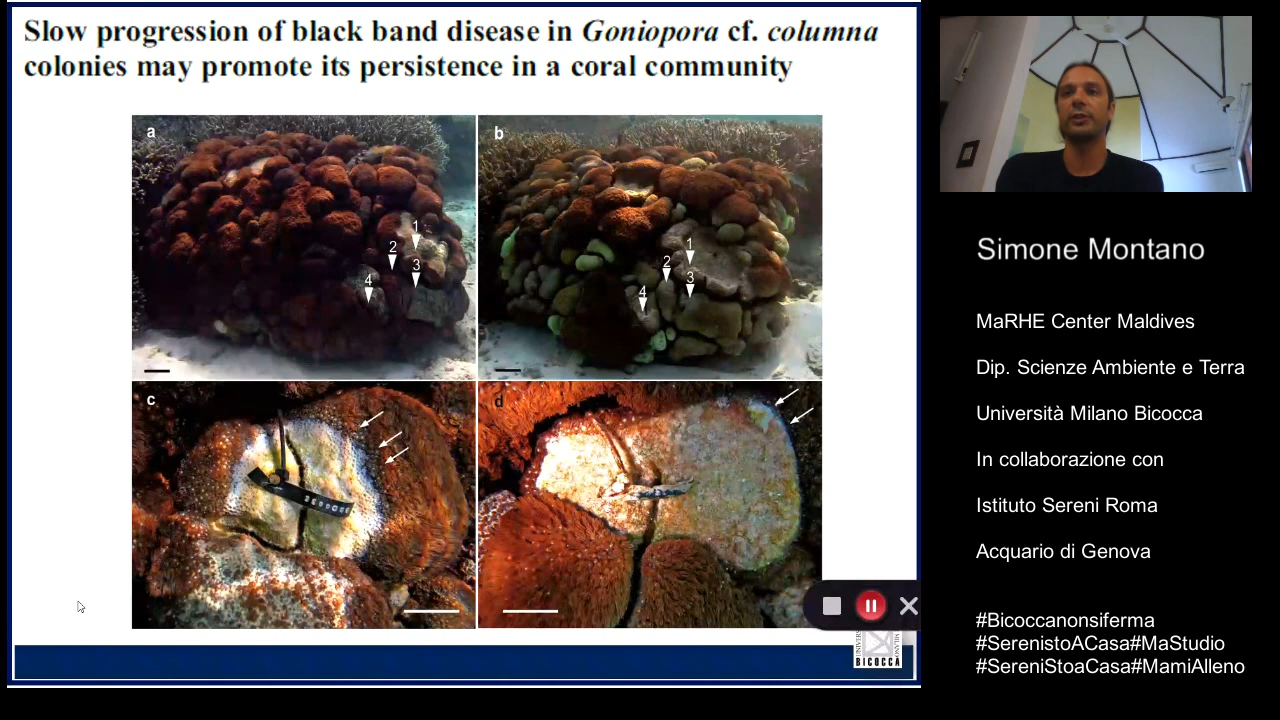 Slow progression of black band disease in Goniopora cf. columna
colonies may promote its persistence in a coral community
a
b
1
2
3
4
1
2
3
4
c
d
BICOCCA
Simone Montano
MaRHE Center Maldives
Dip. Scienze Ambiente e Terra
Università Milano Bicocca
In collaborazione con
Istituto Sereni Roma
Acquario di Genova
#Bicoccanonsiferma
#SerenistoACasa#MaStudio
#SereniStoaCasa#MamiAlleno